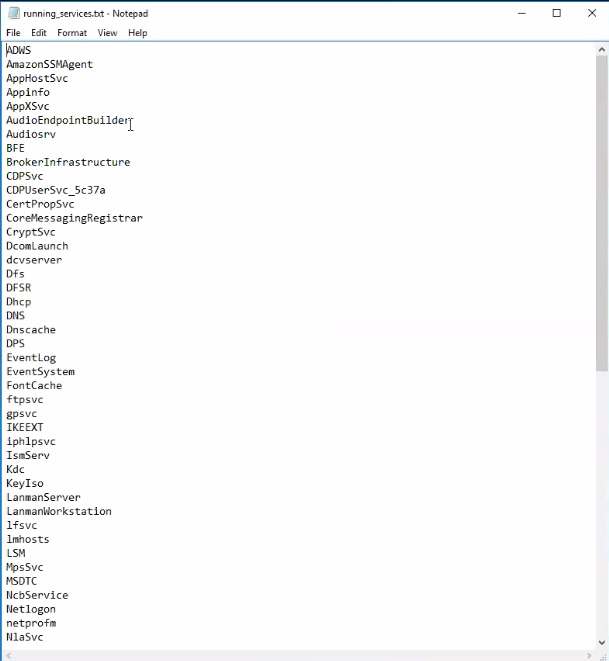 running_services.txt - Notepad
File Edit Format View Help
ADWS
AmazonSSMAgent
AppHostSvc
Appinfo
AppXSvc
AudioEndpointBuilder
Audiosrv
BFE
BrokerInfrastructure
CDPSvc
CDPUserSvc_5c37a
CertPropSvc
CoreMessagingRegistrar
CryptSvc
DcomLaunch
dcvserver
Dfs
DFSR
Dhcp
DNS
Dnscache
DPS
EventLog
EventSystem
FontCache
ftpsvc
gpsvc
IKEEXT
iphlpsvc
IsmServ
Kdc
KeyIso
LanmanServer
LanmanWorkstation
lfsvc
lmhosts
LSM
MpsSvc
MSDTC
NcbService
Netlogon
netprofm
NlaSvc